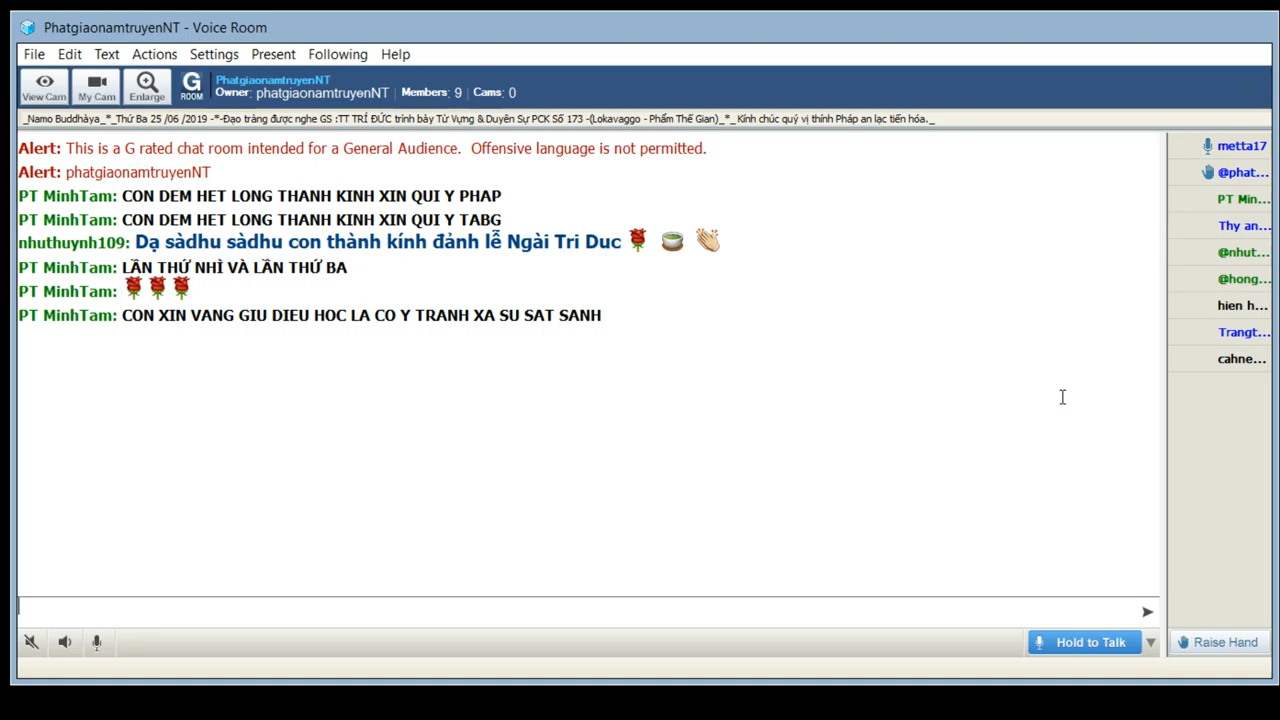 PhatgiaonamtruyenNT - Voice Room
File Edit Text Actions Settings Present Following Help
View Cam My Cam Enlarge G ROOM PhatgiaonamtruyenNT
Owner: phatgiaonamtruyenNT Members: 9 Cams: 0
_Namo Buddhàya_*_Thứ Ba 25 /06 /2019 -*-Đạo tràng được nghe GS :TT TRÍ ĐỨC trình bày Từ Vựng & Duyên Sự PCK Số 173 -(Lokavaggo - Phẩm Thế Gian)_*_ Kính chúc quý vị thính Pháp an lạc tiến hóa._
Alert: This is a G rated chat room intended for a General Audience. Offensive language is not permitted.
Alert: phatgiaonamtruyenNT
PT MinhTam: CON DEM HET LONG THANH KINH XIN QUI Y PHAP
PT MinhTam: CON DEM HET LONG THANH KINH XIN QUI Y TABG
nhuthuynh109: Dạ sàdhu sàdhu con thành kính đảnh lễ Ngài Tri Duc
PT MinhTam: LẦN THỨ NHÌ VÀ LẦN THỨ BA
PT MinhTam:
PT MinhTam: CON XIN VANG GIU DIEU HOC LA CO Y TRANH XA SU SAT SANH
metta17
@phat...
PT Min...
Thy an...
@nhut...
@hong...
hien h...
Trangt...
cahne...
Hold to Talk
Raise Hand